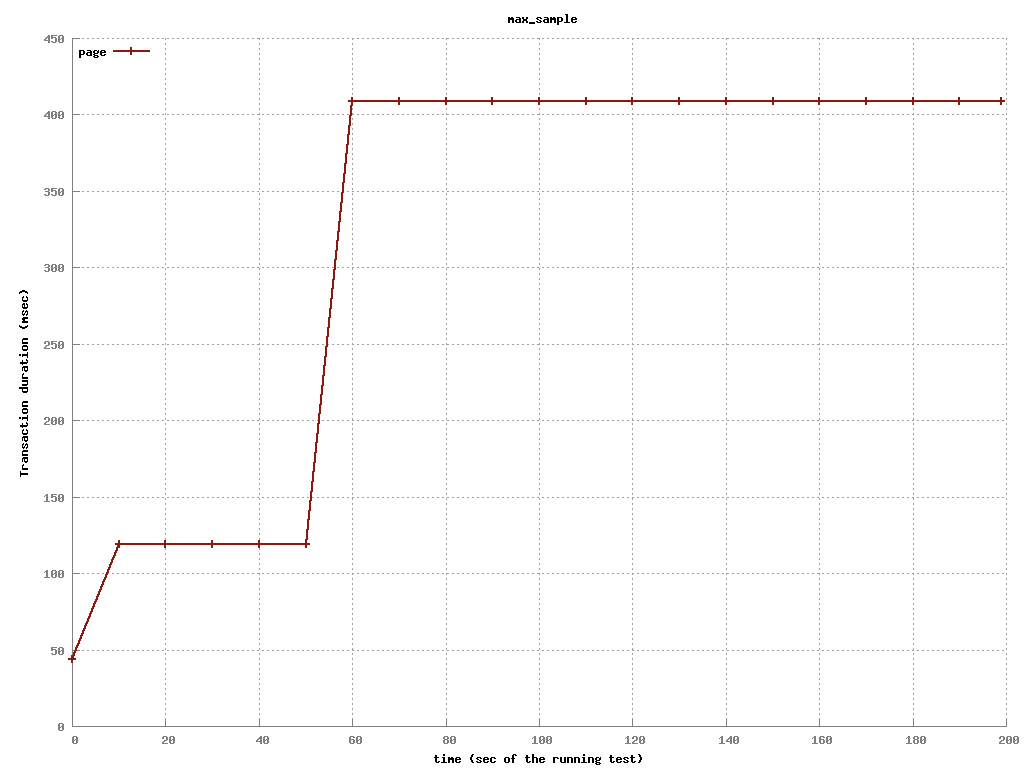 max_sample
page
450
400
350
300
250
200
150
100
50
0
Transaction duration (msec)
0 20 40 60 80 100 120 140 160 180 200
time (sec of the running test)